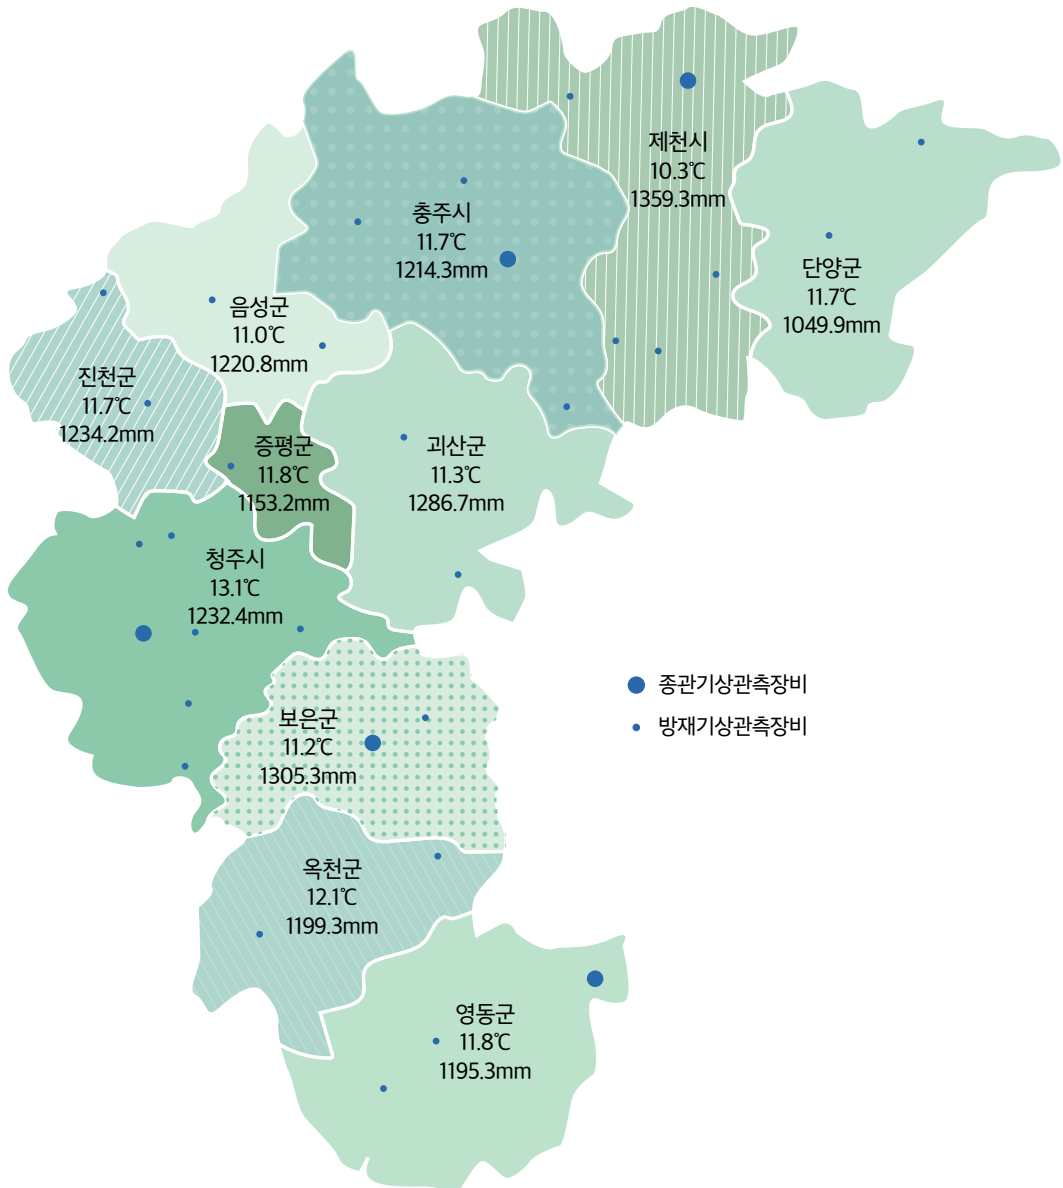 제천시
10.3℃
1359.3mm
충주시
11.7℃
1214.3mm
단양군
11.7℃
1049.9mm
음성군
11.0℃
1220.8mm
진천군
11.7℃
1234.2mm
증평군
11.8℃
1153.2mm
괴산군
11.3℃
1286.7mm
청주시
13.1℃
1232.4mm
종관기상관측장비
방재기상관측장비
보은군
11.2℃
1305.3mm
옥천군
12.1℃
1199.3mm
영동군
11.8℃
1195.3mm